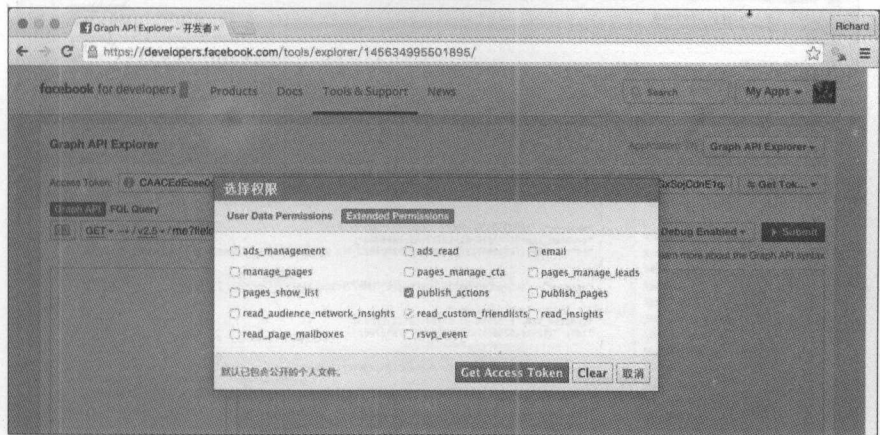 Graph API Explorer - 开发者 ×
Richard
https://developers.facebook.com/tools/explorer/145634995501895/
facebook for developers Products Docs Tools & Support News Search My Apps
Graph API Explorer Application: Graph API Explorer
Access Token: Get Tok...
Graph API FQL Query
GET → /v2.5 /me?field Debug Enabled Submit
Learn more about the Graph API syntax
选择权限
User Data Permissions Extended Permissions
ads_management ads_read email
manage_pages pages_manage_cta pages_manage_leads
pages_show_list publish_actions publish_pages
read_audience_network_insights read_custom_friendlists read_insights
read_page_mailboxes rsvp_event
默认已包含公开的个人文件。 Get Access Token Clear 取消